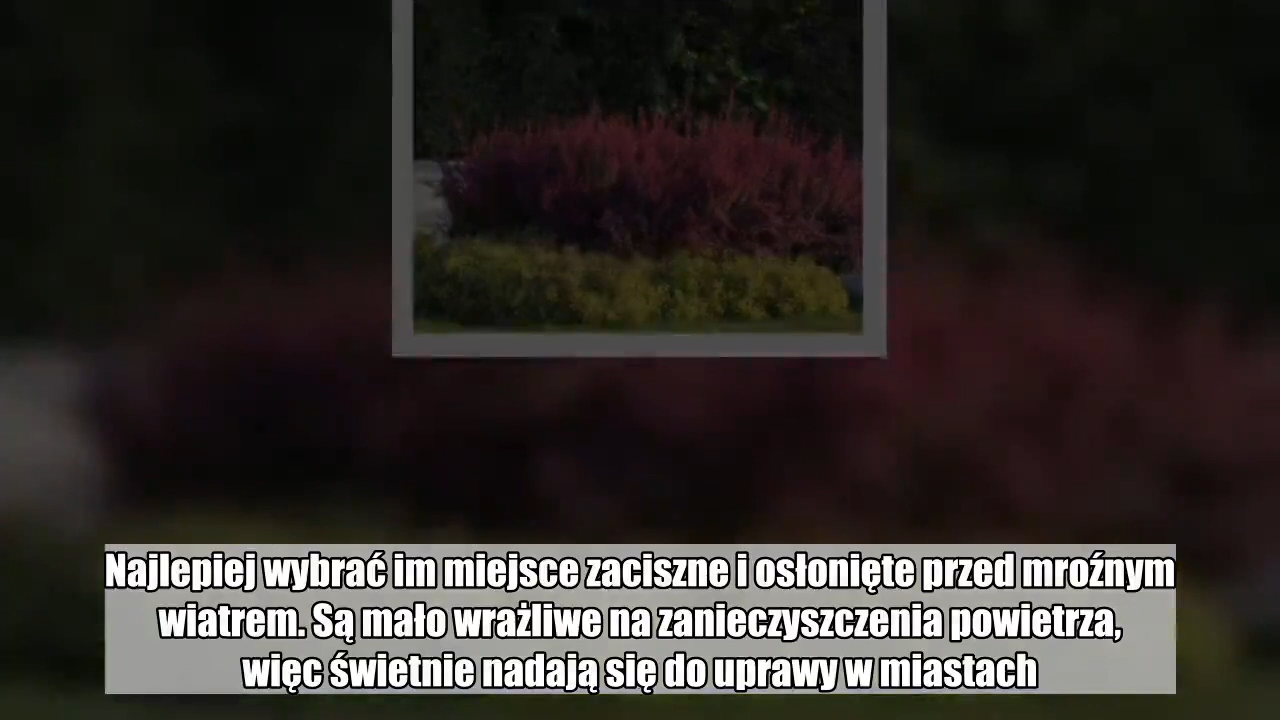 Najlepiej wybrać im miejsce zaciszne i osłonięte przed mroźnym
wiatrem. Są mało wrażliwe na zanieczyszczenia powietrza,
więc świetnie nadają się do uprawy w miastach